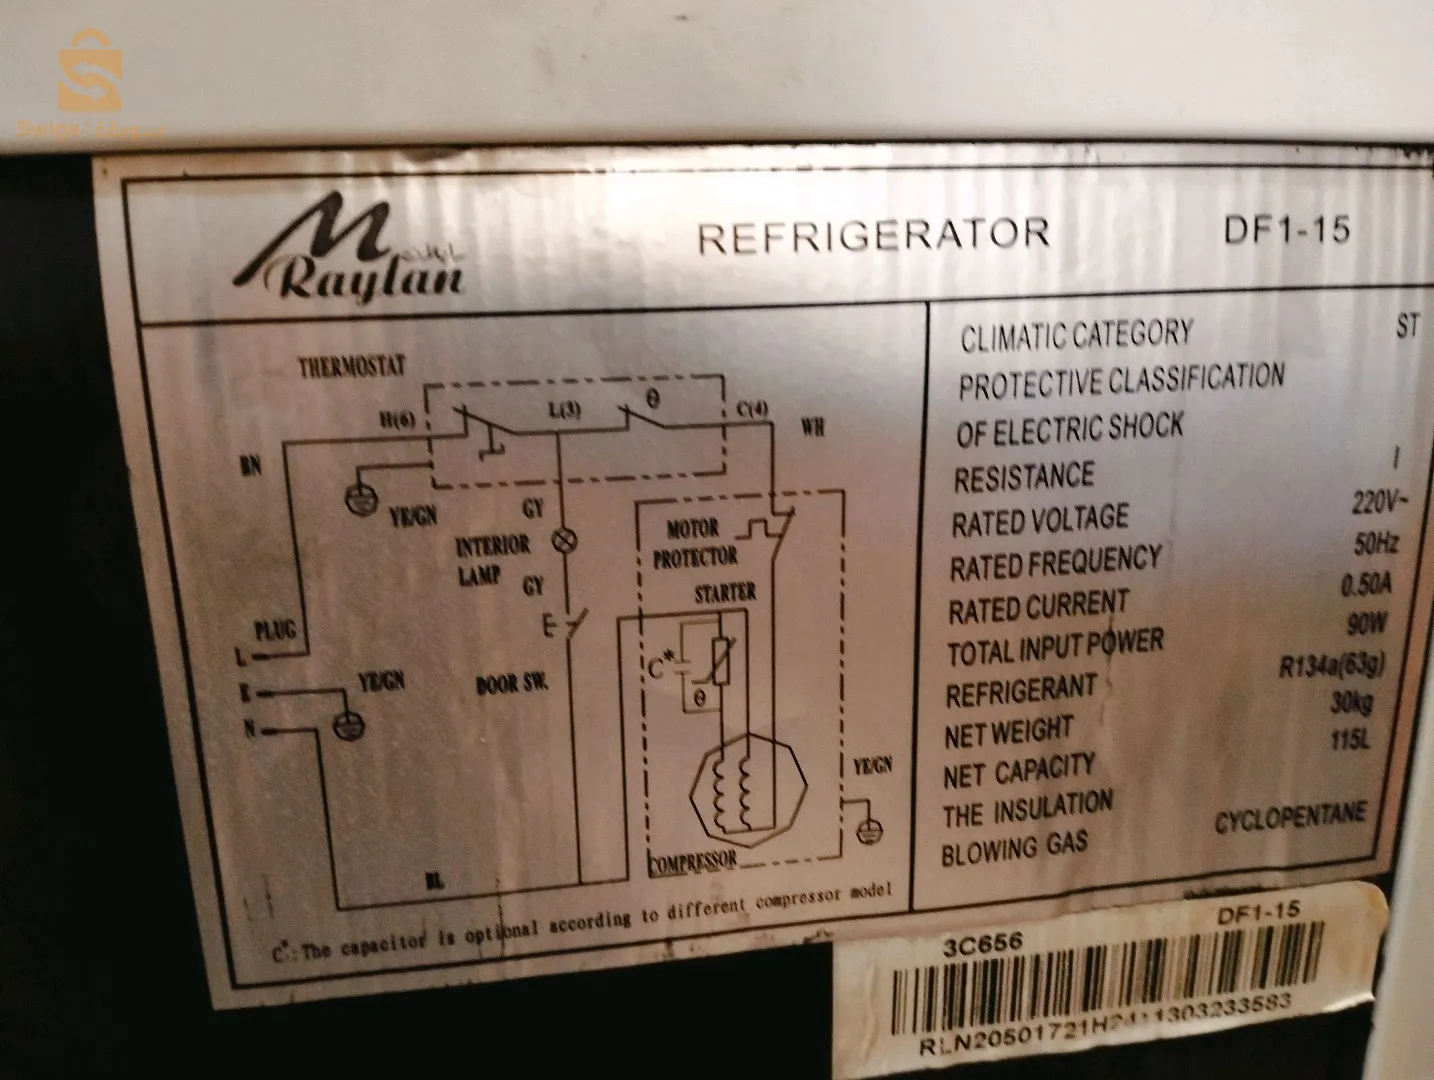 Raylan
REFRIGERATOR
DF1-15
THERMOSTAT
H(6)
L(3)
θ
C(4)
WH
BN
YE/GN
GY
INTERIOR
LAMP
GY
MOTOR
PROTECTOR
STARTER
PLUG
L
E
YE/GN
N
DOOR SW.
C*
θ
YE/GN
COMPRESSOR
BL
C*:The capacitor is optional according to different compressor model
CLIMATIC CATEGORY ST
PROTECTIVE CLASSIFICATION
OF ELECTRIC SHOCK
RESISTANCE I
RATED VOLTAGE 220V~
RATED FREQUENCY 50Hz
RATED CURRENT 0.50A
TOTAL INPUT POWER 90W
REFRIGERANT R134a(63g)
NET WEIGHT 30kg
NET CAPACITY 115L
THE INSULATION
BLOWING GAS CYCLOPENTANE
3C656 DF1-15